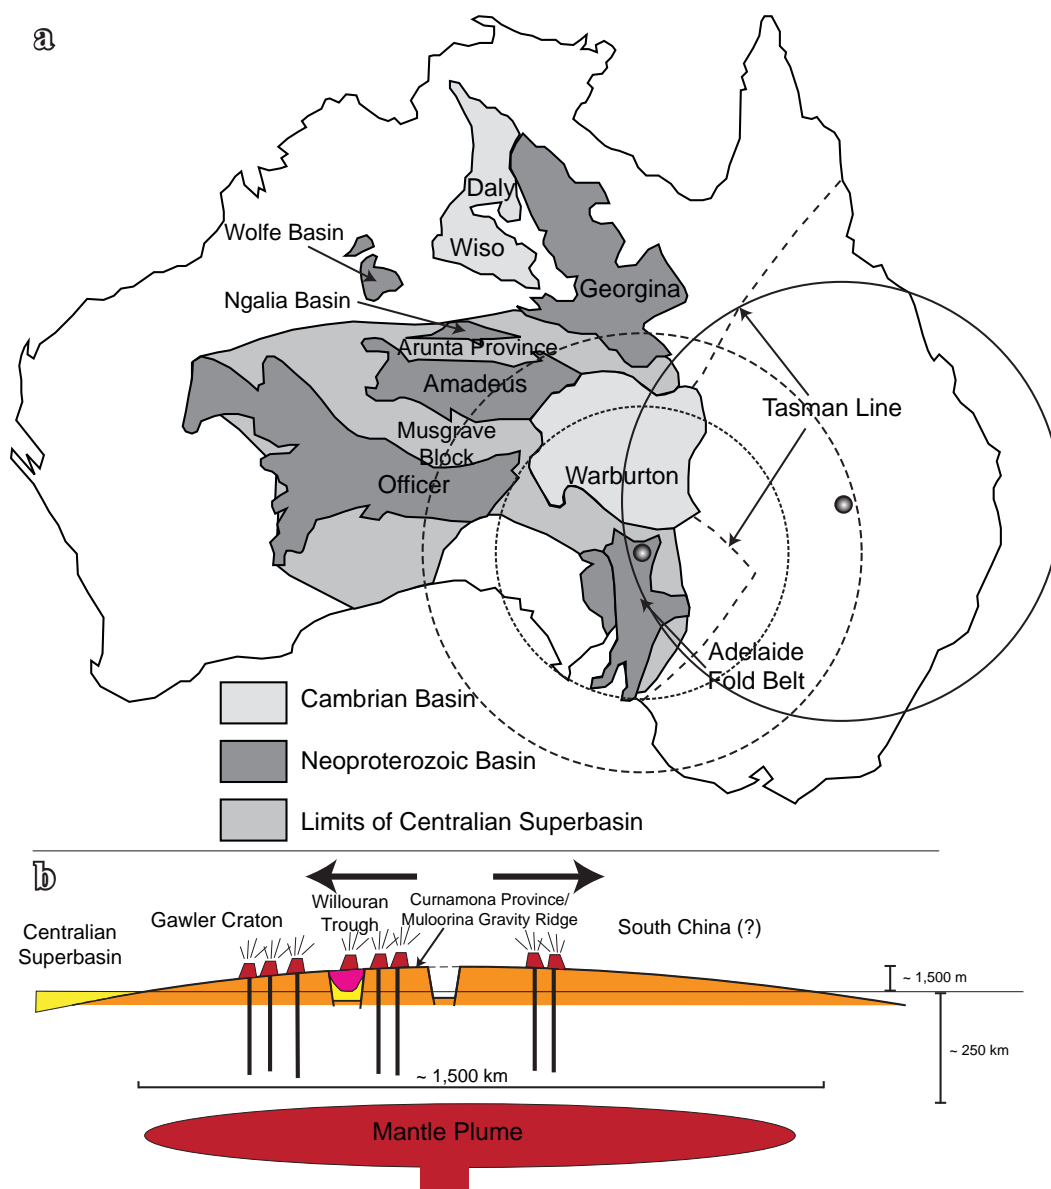 a
Daly
Wolfe Basin
Wiso
Ngalia Basin
Georgina
Arunta Province
Amadeus
Tasman Line
Musgrave
Block
Warburton
Officer
Adelaide
Fold Belt
Cambrian Basin
Neoproterozoic Basin
Limits of Centralian Superbasin
b
Centralian
Superbasin
Gawler Craton
Willouran
Trough
Curnamona Province/
Muloorina Gravity Ridge
South China (?)
~ 1,500 m
~ 250 km
~ 1,500 km
Mantle Plume